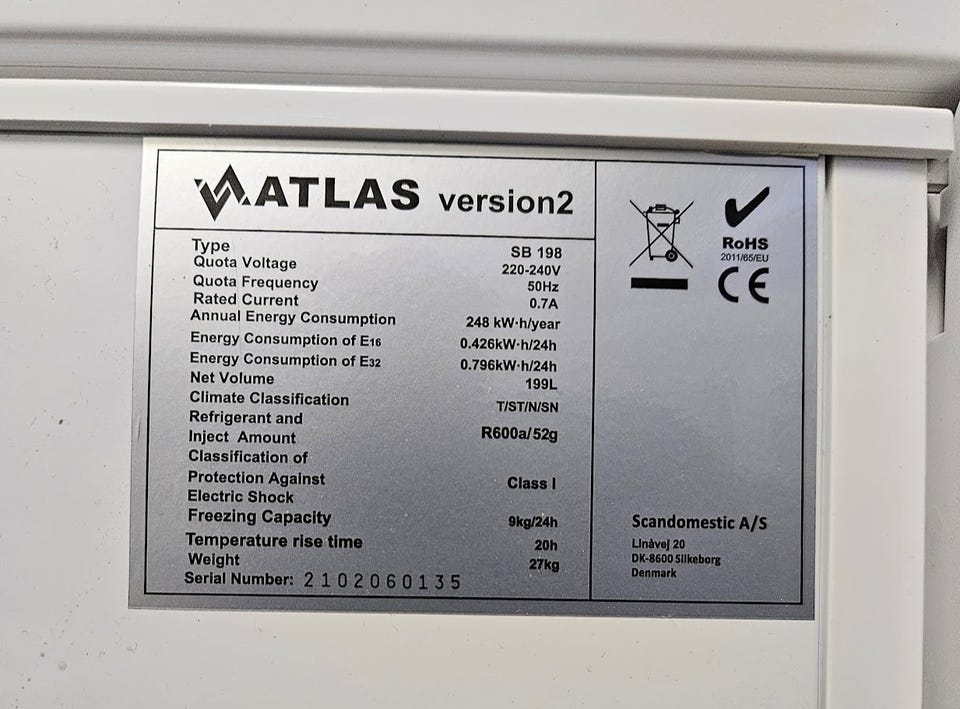 ATLAS version2
Type SB 198
Quota Voltage 220-240V
Quota Frequency 50Hz
Rated Current 0.7A
Annual Energy Consumption 248 kW·h/year
Energy Consumption of E16 0.426kW·h/24h
Energy Consumption of E32 0.796kW·h/24h
Net Volume 199L
Climate Classification T/ST/N/SN
Refrigerant and
Inject Amount R600a/52g
Classification of
Protection Against Class I
Electric Shock
Freezing Capacity 9kg/24h
Temperature rise time 20h
Weight 27kg
Serial Number: 2102060135
RoHS
2011/65/EU
CE
Scandomestic A/S
Linåvej 20
DK-8600 Silkeborg
Denmark